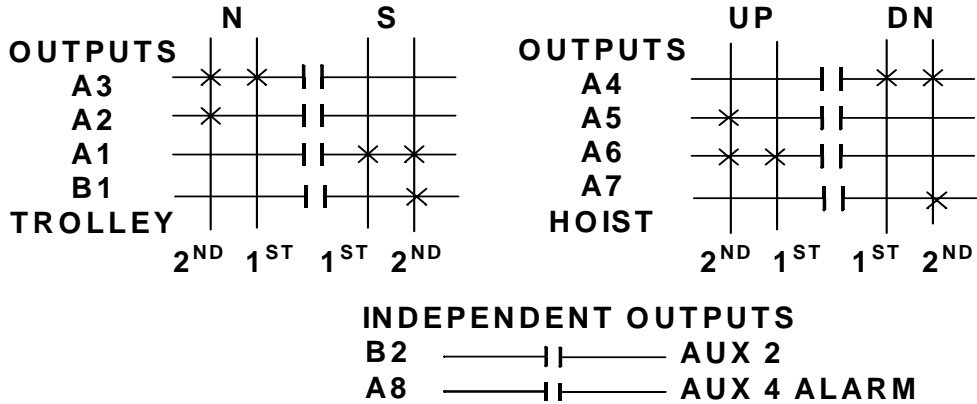 N S
OUTPUTS
A3
A2
A1
B1
TROLLEY
2ND 1ST 1ST 2ND
UP DN
OUTPUTS
A4
A5
A6
A7
HOIST
2ND 1ST 1ST 2ND
INDEPENDENT OUTPUTS
B2 AUX 2
A8 AUX 4 ALARM